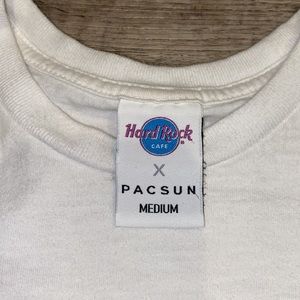 Hard Rock
CAFE
X
PACSUN
MEDIUM